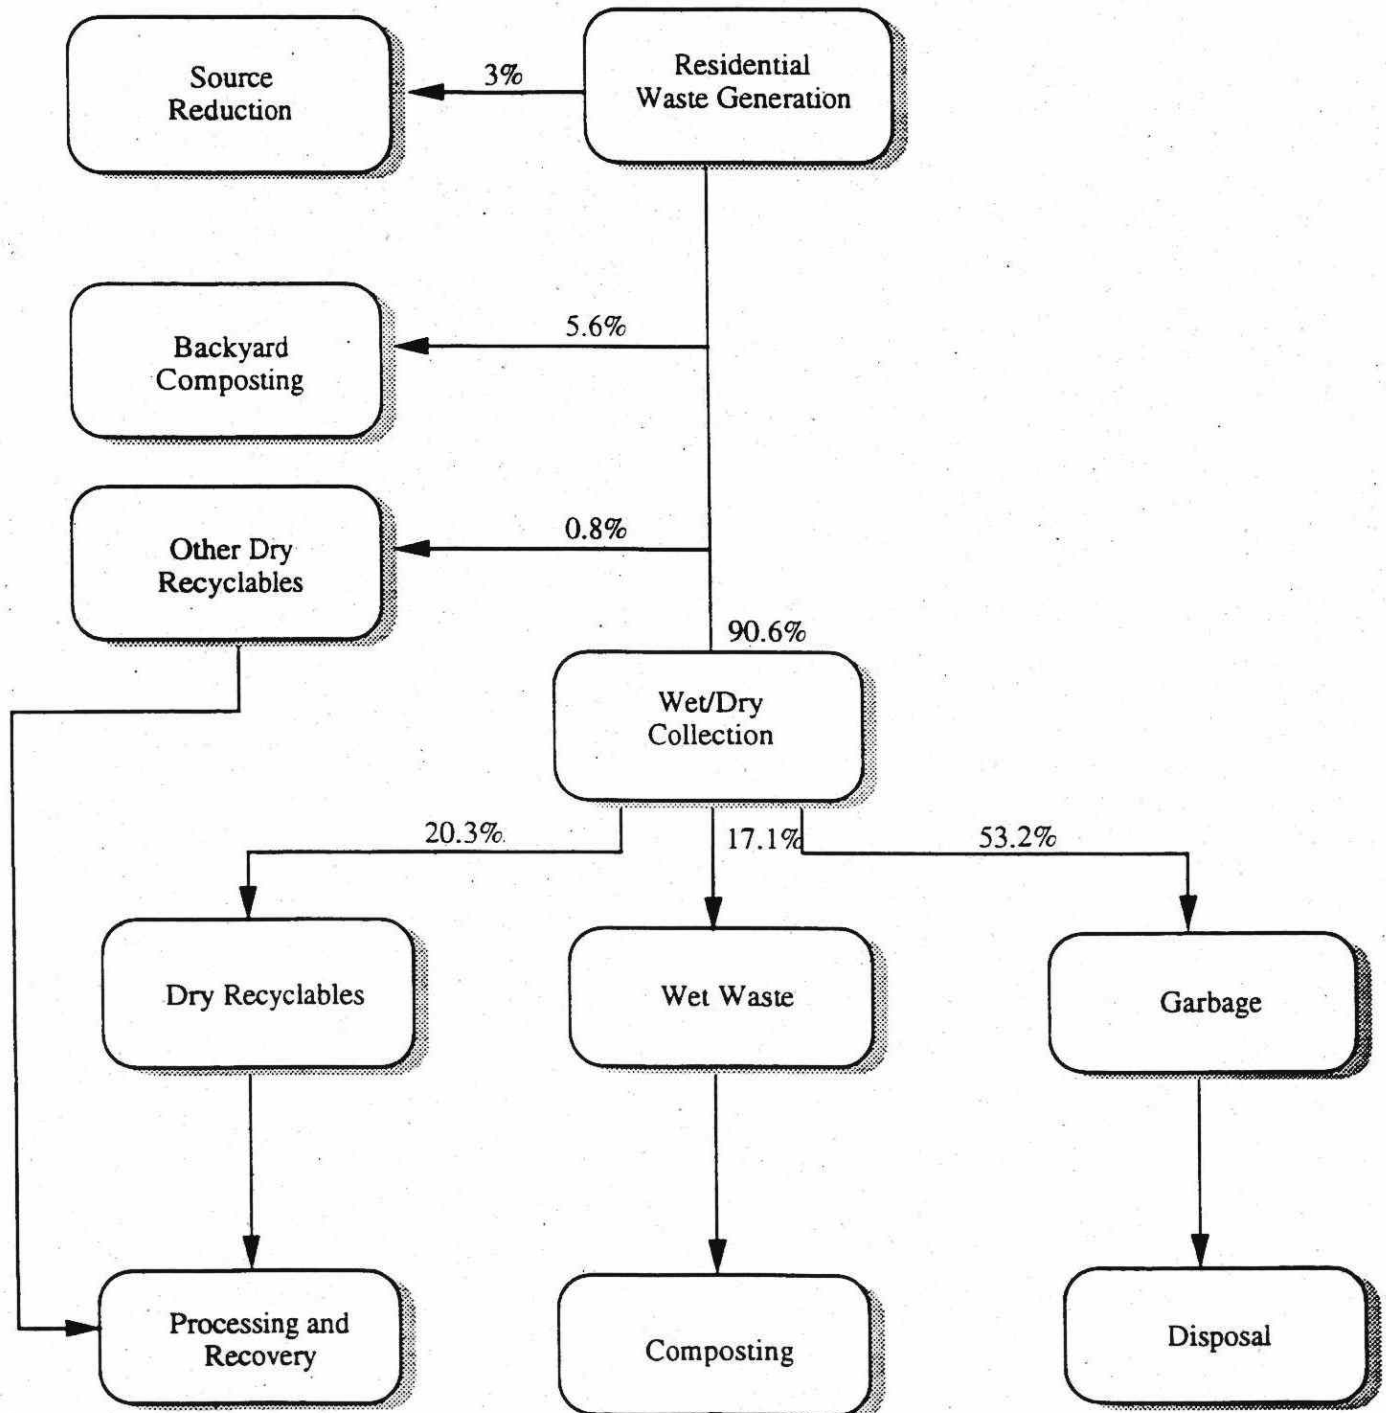 Source
Reduction
3%
Residential
Waste Generation
5.6%
Backyard
Composting
0.8%
Other Dry
Recyclables
90.6%
Wet/Dry
Collection
20.3%
17.1%
53.2%
Dry Recyclables
Wet Waste
Garbage
Processing and
Recovery
Composting
Disposal